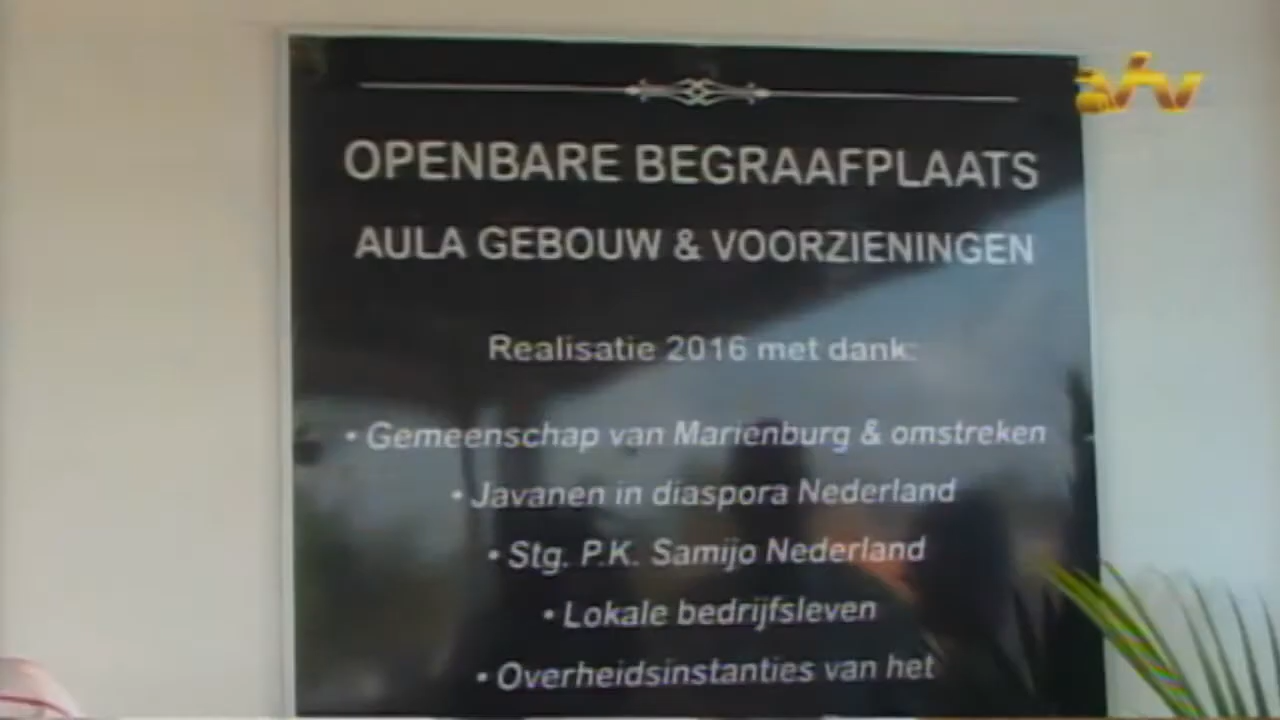 atv
OPENBARE BEGRAAFPLAATS
AULA GEBOUW & VOORZIENINGEN
Realisatie 2016 met dank:
• Gemeenschap van Marienburg & omstreken
• Javanen in diaspora Nederland
• Stg. P.K. Samijo Nederland
• Lokale bedrijfsleven
• Overheidsinstanties van het